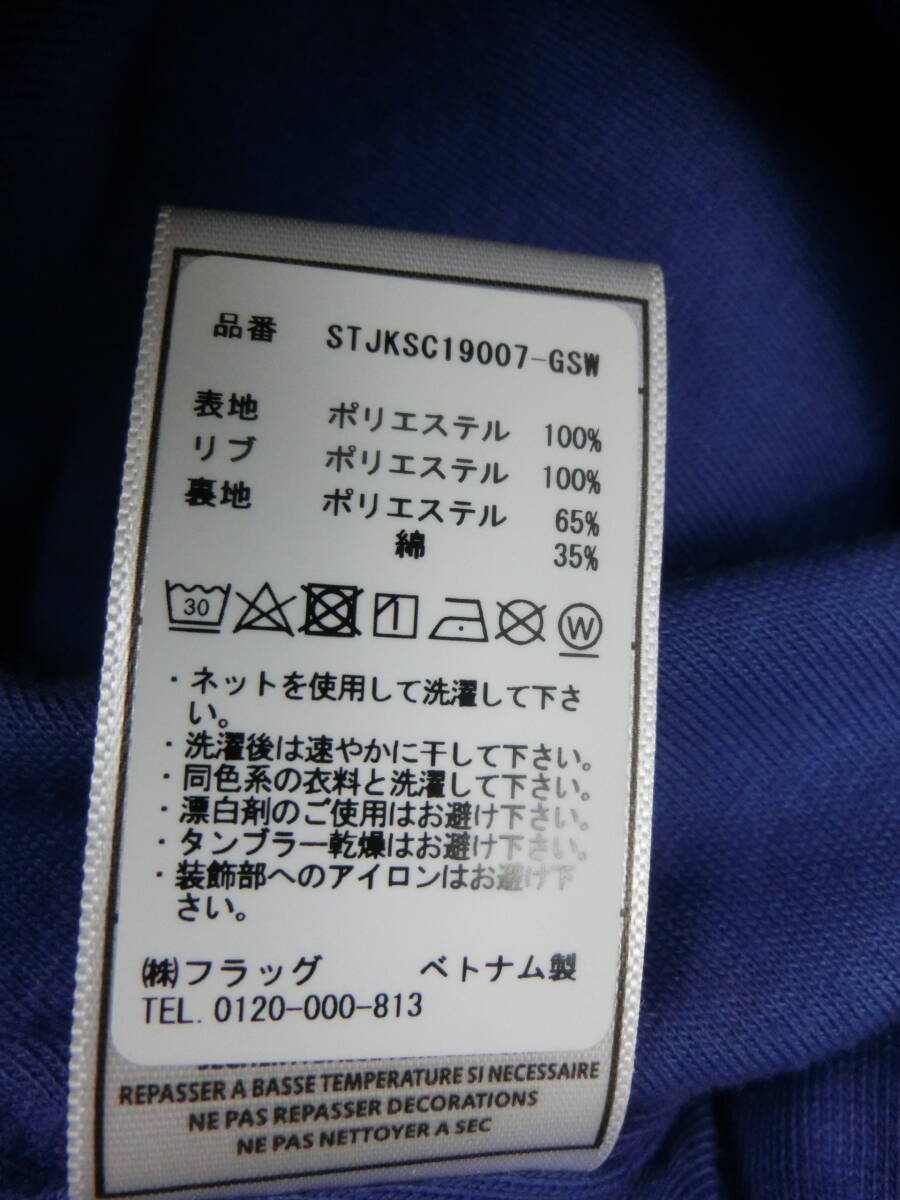 品番 STJKSC19007-GSW
表地 ポリエステル 100%
リブ ポリエステル 100%
裏地 ポリエステル 65%
綿 35%
30 W
・ネットを使用して洗濯して下さ
い。
・洗濯後は速やかに干して下さい。
・同色系の衣料と洗濯して下さい。
・漂白剤のご使用はお避け下さい。
・タンブラー乾燥はお避け下さい。
・装飾部へのアイロンはお避け下
さい。
㈱フラッグ ベトナム製
TEL. 0120-000-813
REPASSER A BASSE TEMPERATURE SI NECESSAIRE
NE PAS REPASSER DECORATIONS
NE PAS NETTOYER A SEC